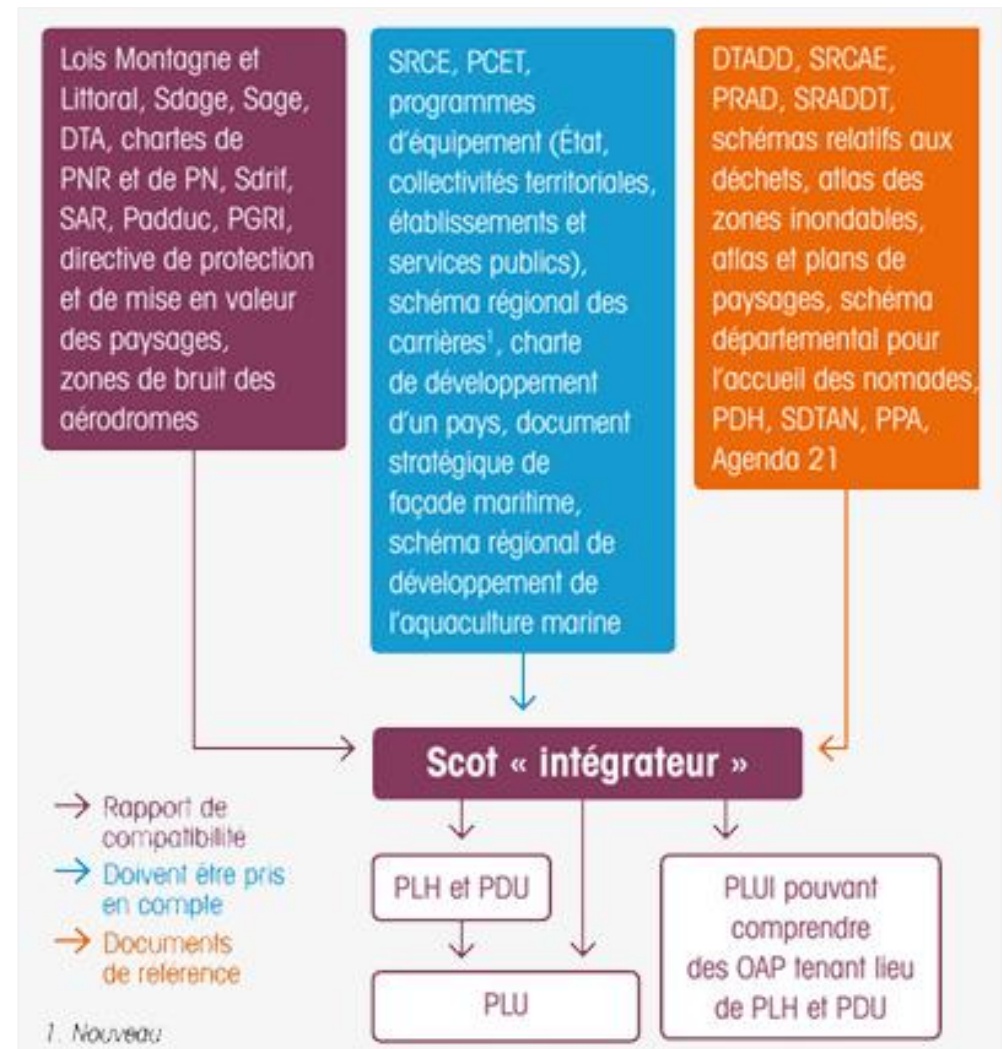 Lois Montagne et
Littoral, Sdage, Sage,
DTA, chartes de
PNR et de PN, Sdrif,
SAR, Padduc, PGRI,
directive de protection
et de mise en valeur
des paysages,
zones de bruit des
aérodromes
SRCE, PCET,
programmes
d'équipement (État,
collectivités territoriales,
établissements et
services publics),
schéma régional des
carrières¹, charte
de développement
d'un pays, document
stratégique de
façade maritime,
schéma régional de
développement de
l'aquaculture marine
DTADD, SRCAE,
PRAD, SRADDT,
schémas relatifs aux
déchets, atlas des
zones inondables,
atlas et plans de
paysages, schéma
départemental pour
l'accueil des nomades,
PDH, SDTAN, PPA,
Agenda 21
Scot « intégrateur »
Rapport de
compatibilité
Doivent être pris
en compte
Documents
de référence
1. Nouveau
PLH et PDU
PLU
PLUI pouvant
comprendre
des OAP tenant lieu
de PLH et PDU